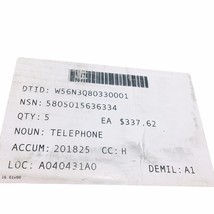 DTID: W56N3Q80330001
NSN: 5805015636334
QTY: 5 EA $337.62
NOUN: TELEPHONE
ACCUM: 201825 CC: H
LOC: A040431A0 DEMIL: A1